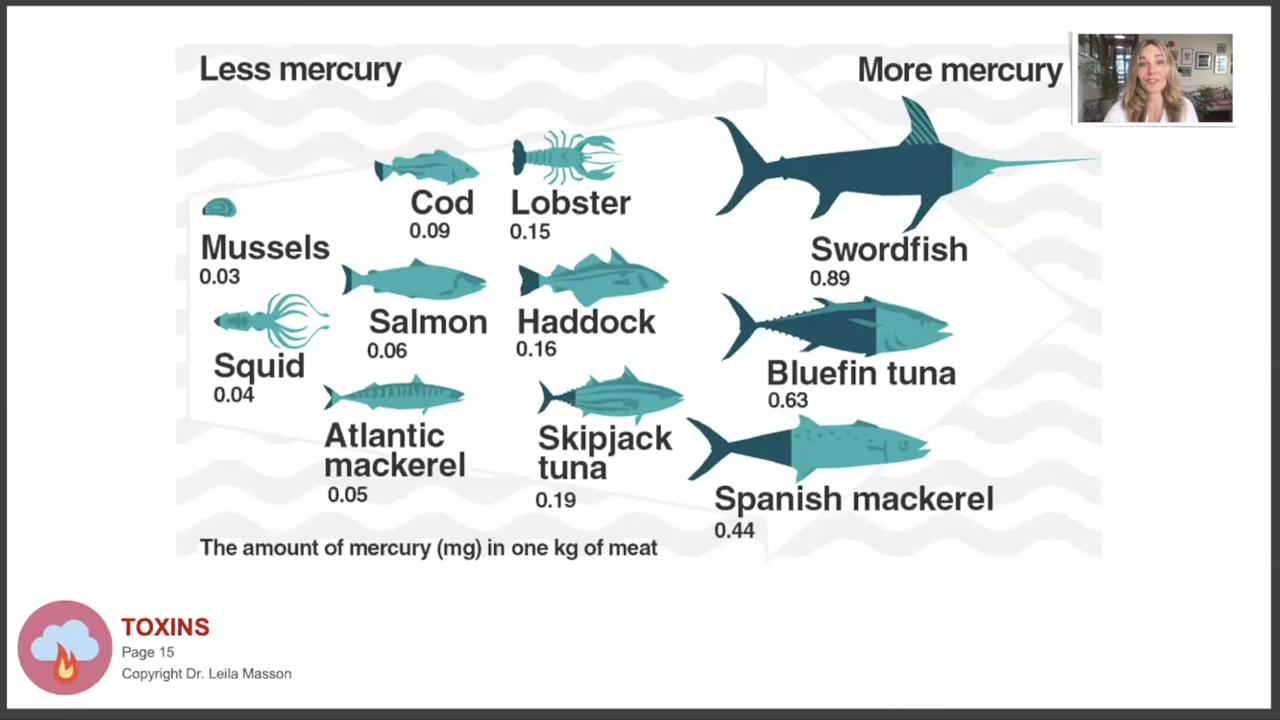 Less mercury
More mercury
Cod
0.09
Lobster
0.15
Mussels
0.03
Swordfish
0.89
Salmon
0.06
Haddock
0.16
Squid
0.04
Bluefin tuna
0.63
Atlantic
mackerel
0.05
Skipjack
tuna
0.19
Spanish mackerel
0.44
The amount of mercury (mg) in one kg of meat
TOXINS
Page 15
Copyright Dr. Leila Masson